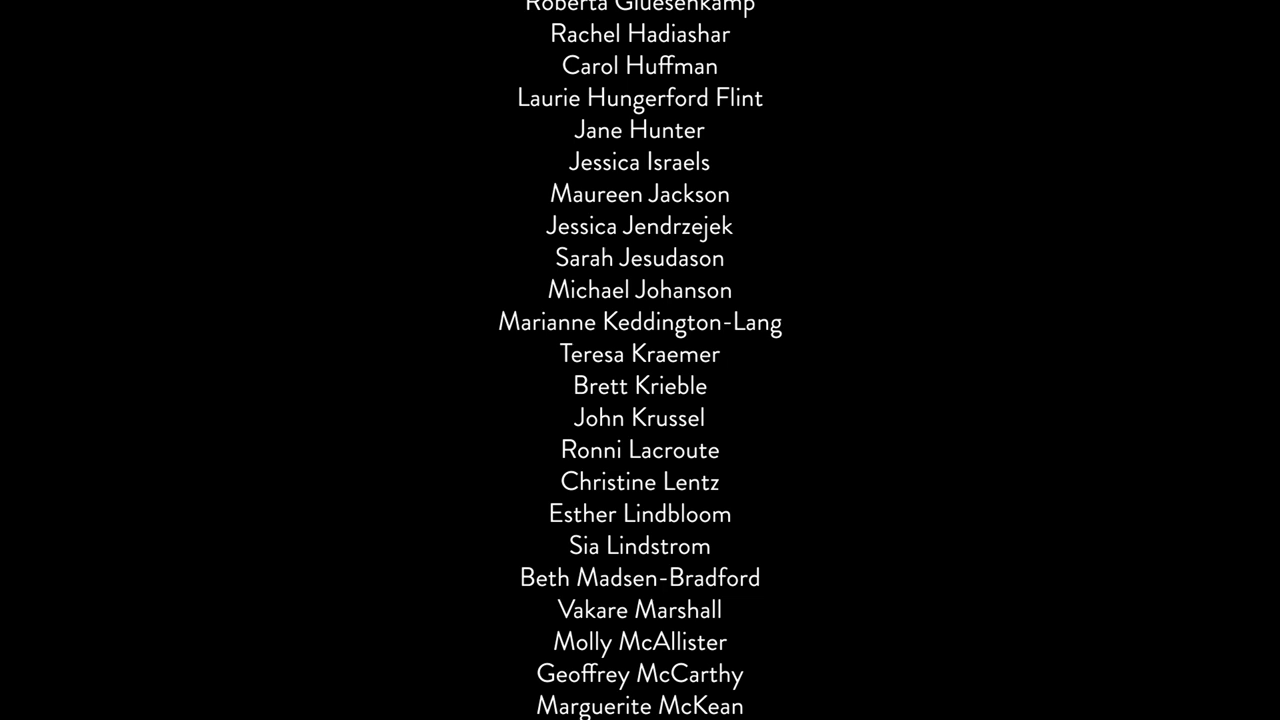 Roberta Gluesenkamp
Rachel Hadiashar
Carol Huffman
Laurie Hungerford Flint
Jane Hunter
Jessica Israels
Maureen Jackson
Jessica Jendrzejek
Sarah Jesudason
Michael Johanson
Marianne Keddington-Lang
Teresa Kraemer
Brett Krieble
John Krussel
Ronni Lacroute
Christine Lentz
Esther Lindbloom
Sia Lindstrom
Beth Madsen-Bradford
Vakare Marshall
Molly McAllister
Geoffrey McCarthy
Marguerite McKean